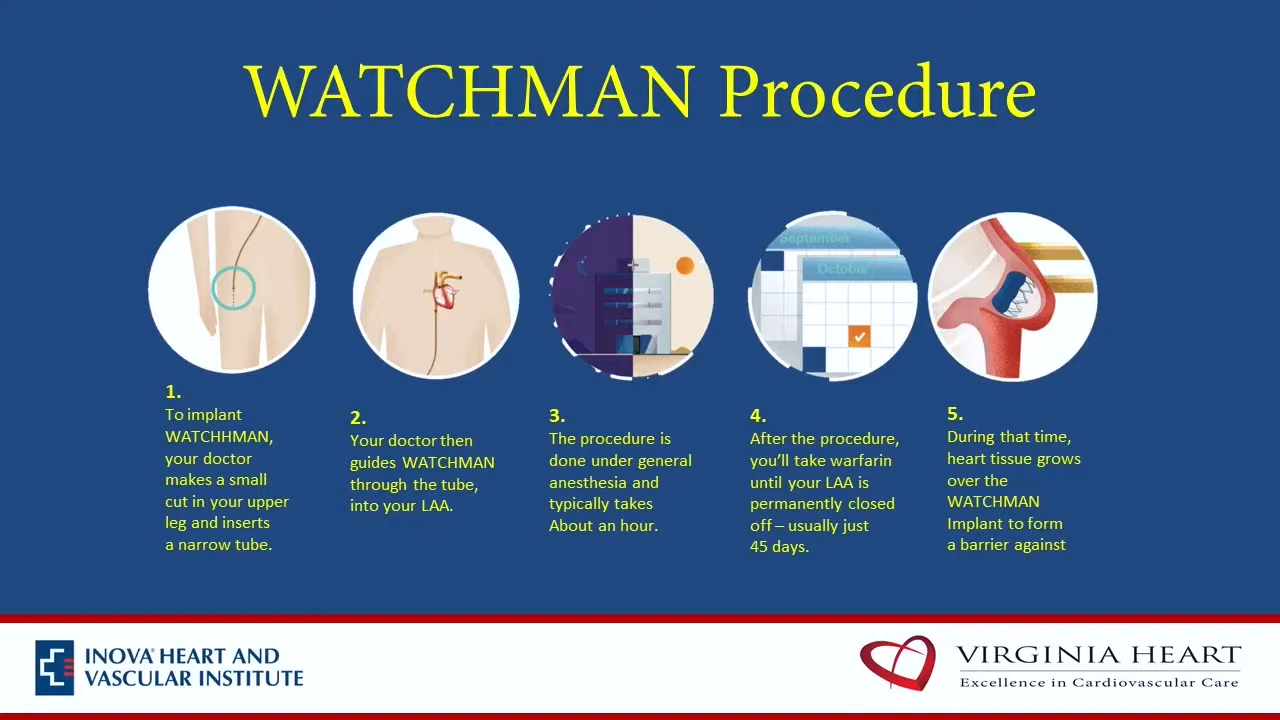 WATCHMAN Procedure
September
October
1.
To implant
WATCHHMAN,
your doctor
makes a small
cut in your upper
leg and inserts
a narrow tube.
2.
Your doctor then
guides WATCHMAN
through the tube,
into your LAA.
3.
The procedure is
done under general
anesthesia and
typically takes
About an hour.
4.
After the procedure,
you’ll take warfarin
until your LAA is
permanently closed
off – usually just
45 days.
5.
During that time,
heart tissue grows
over the
WATCHMAN
Implant to form
a barrier against
INOVA® HEART AND
VASCULAR INSTITUTE
VIRGINIA HEART
Excellence in Cardiovascular Care